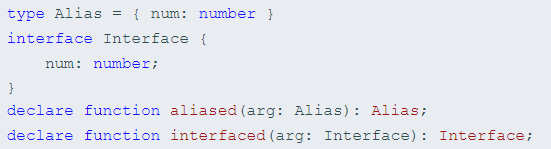 type Alias = { num: number }
interface Interface {
    num: number;
}
declare function aliased(arg: Alias): Alias;
declare function interfaced(arg: Interface): Interface;